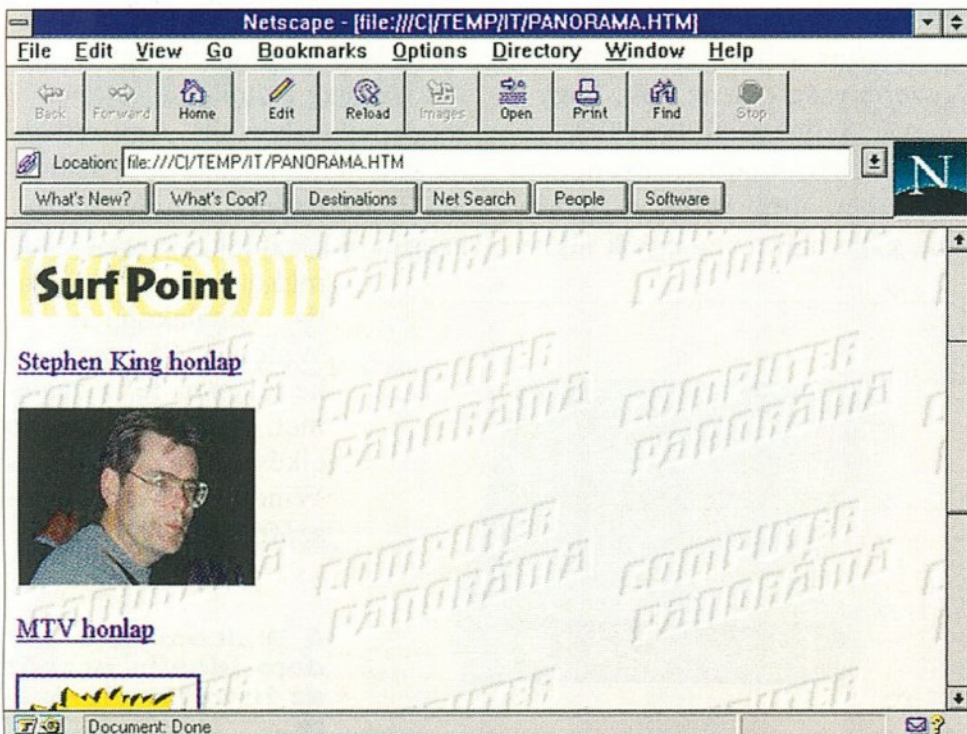 Netscape - [file:///C|/TEMP/IT/PANORAMA.HTM]
File Edit View Go Bookmarks Options Directory Window Help
Back Forward Home Edit Reload Images Open Print Find Stop
Location: file:///C|/TEMP/IT/PANORAMA.HTM
N
What's New? What's Cool? Destinations Net Search People Software
Surf Point
Stephen King honlap
COMPUTER PANORÁMA
MTV honlap
Document: Done